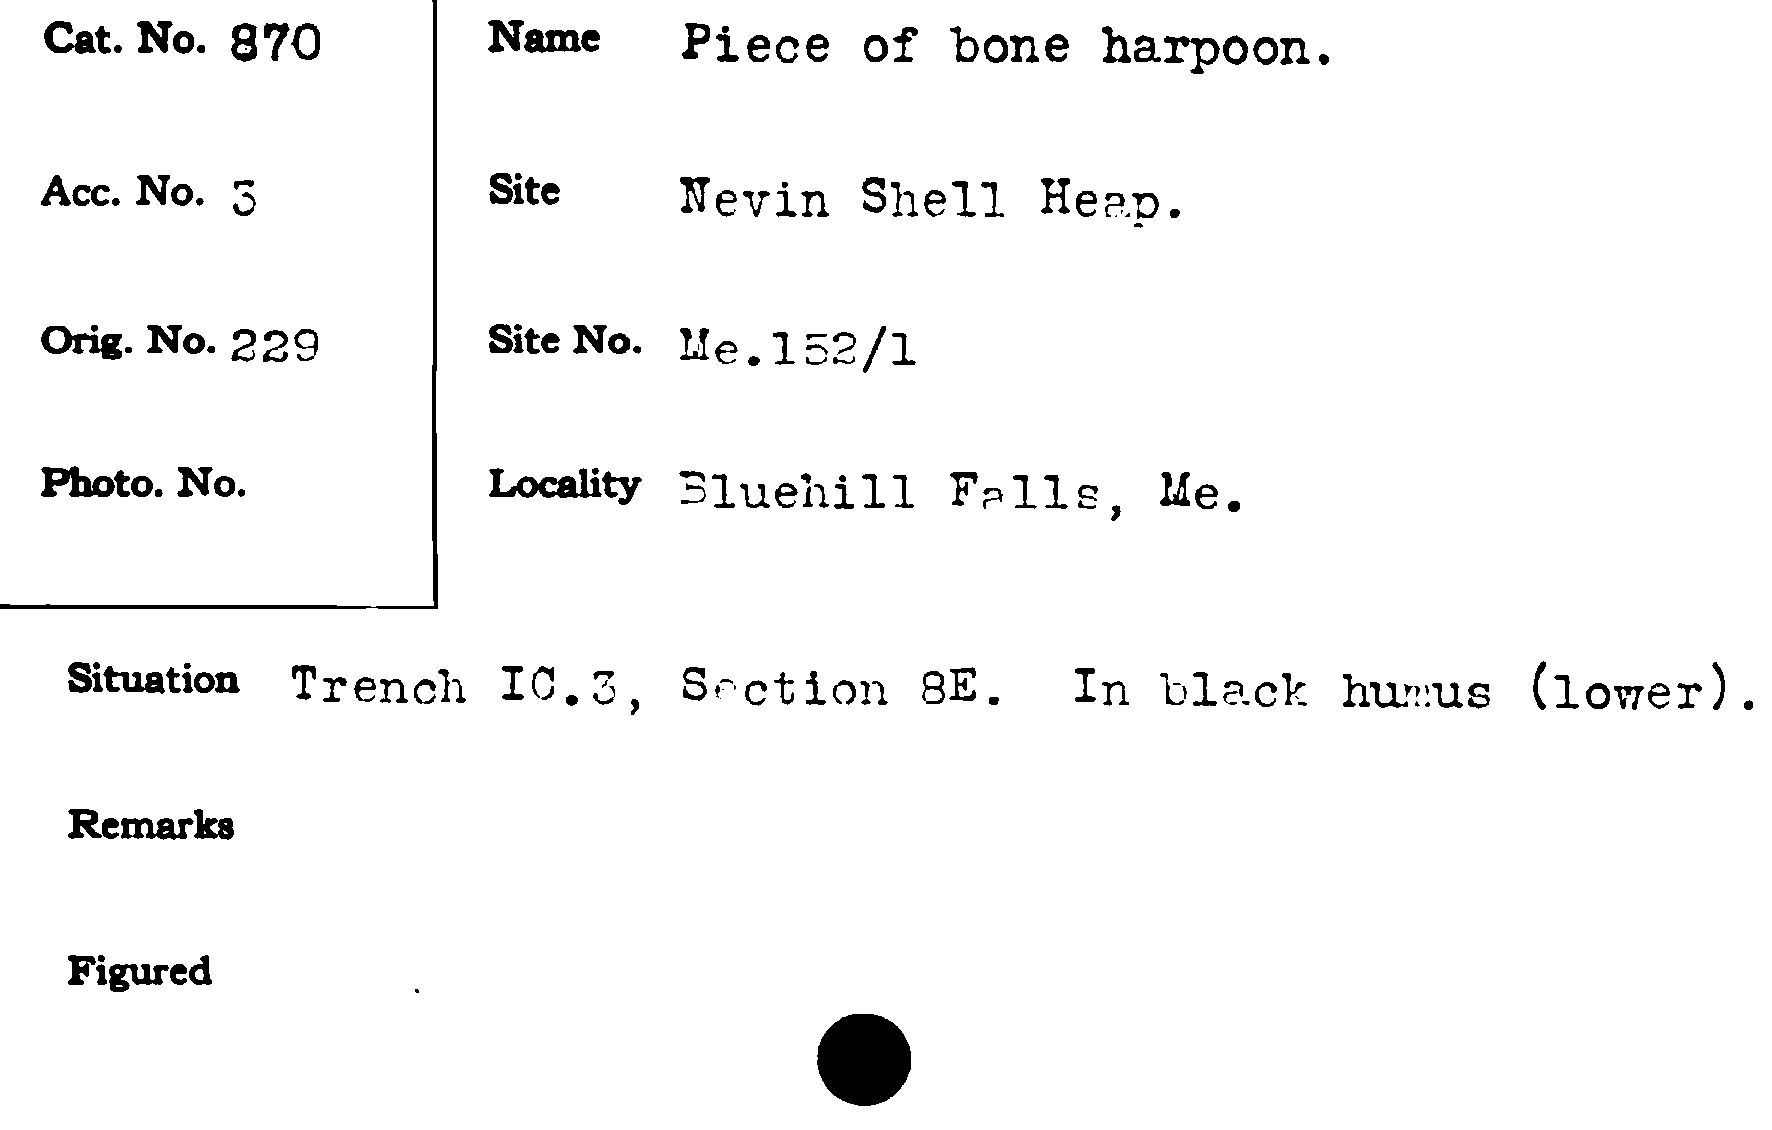 Cat. No. 870
Name Piece of bone harpoon.
Acc. No. 3
Site Nevin Shell Heap.
Orig. No. 229
Site No. Me.152/1
Photo. No.
Locality Bluehill Falls, Me.
Situation Trench IC.3, Section 8E. In black humus (lower).
Remarks
Figured